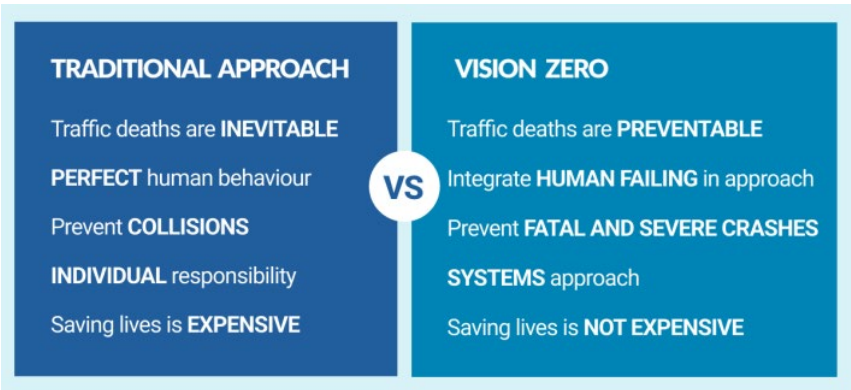 TRADITIONAL APPROACH
Traffic deaths are INEVITABLE
PERFECT human behaviour
Prevent COLLISIONS
INDIVIDUAL responsibility
Saving lives is EXPENSIVE
VS
VISION ZERO
Traffic deaths are PREVENTABLE
Integrate HUMAN FAILING in approach
Prevent FATAL AND SEVERE CRASHES
SYSTEMS approach
Saving lives is NOT EXPENSIVE